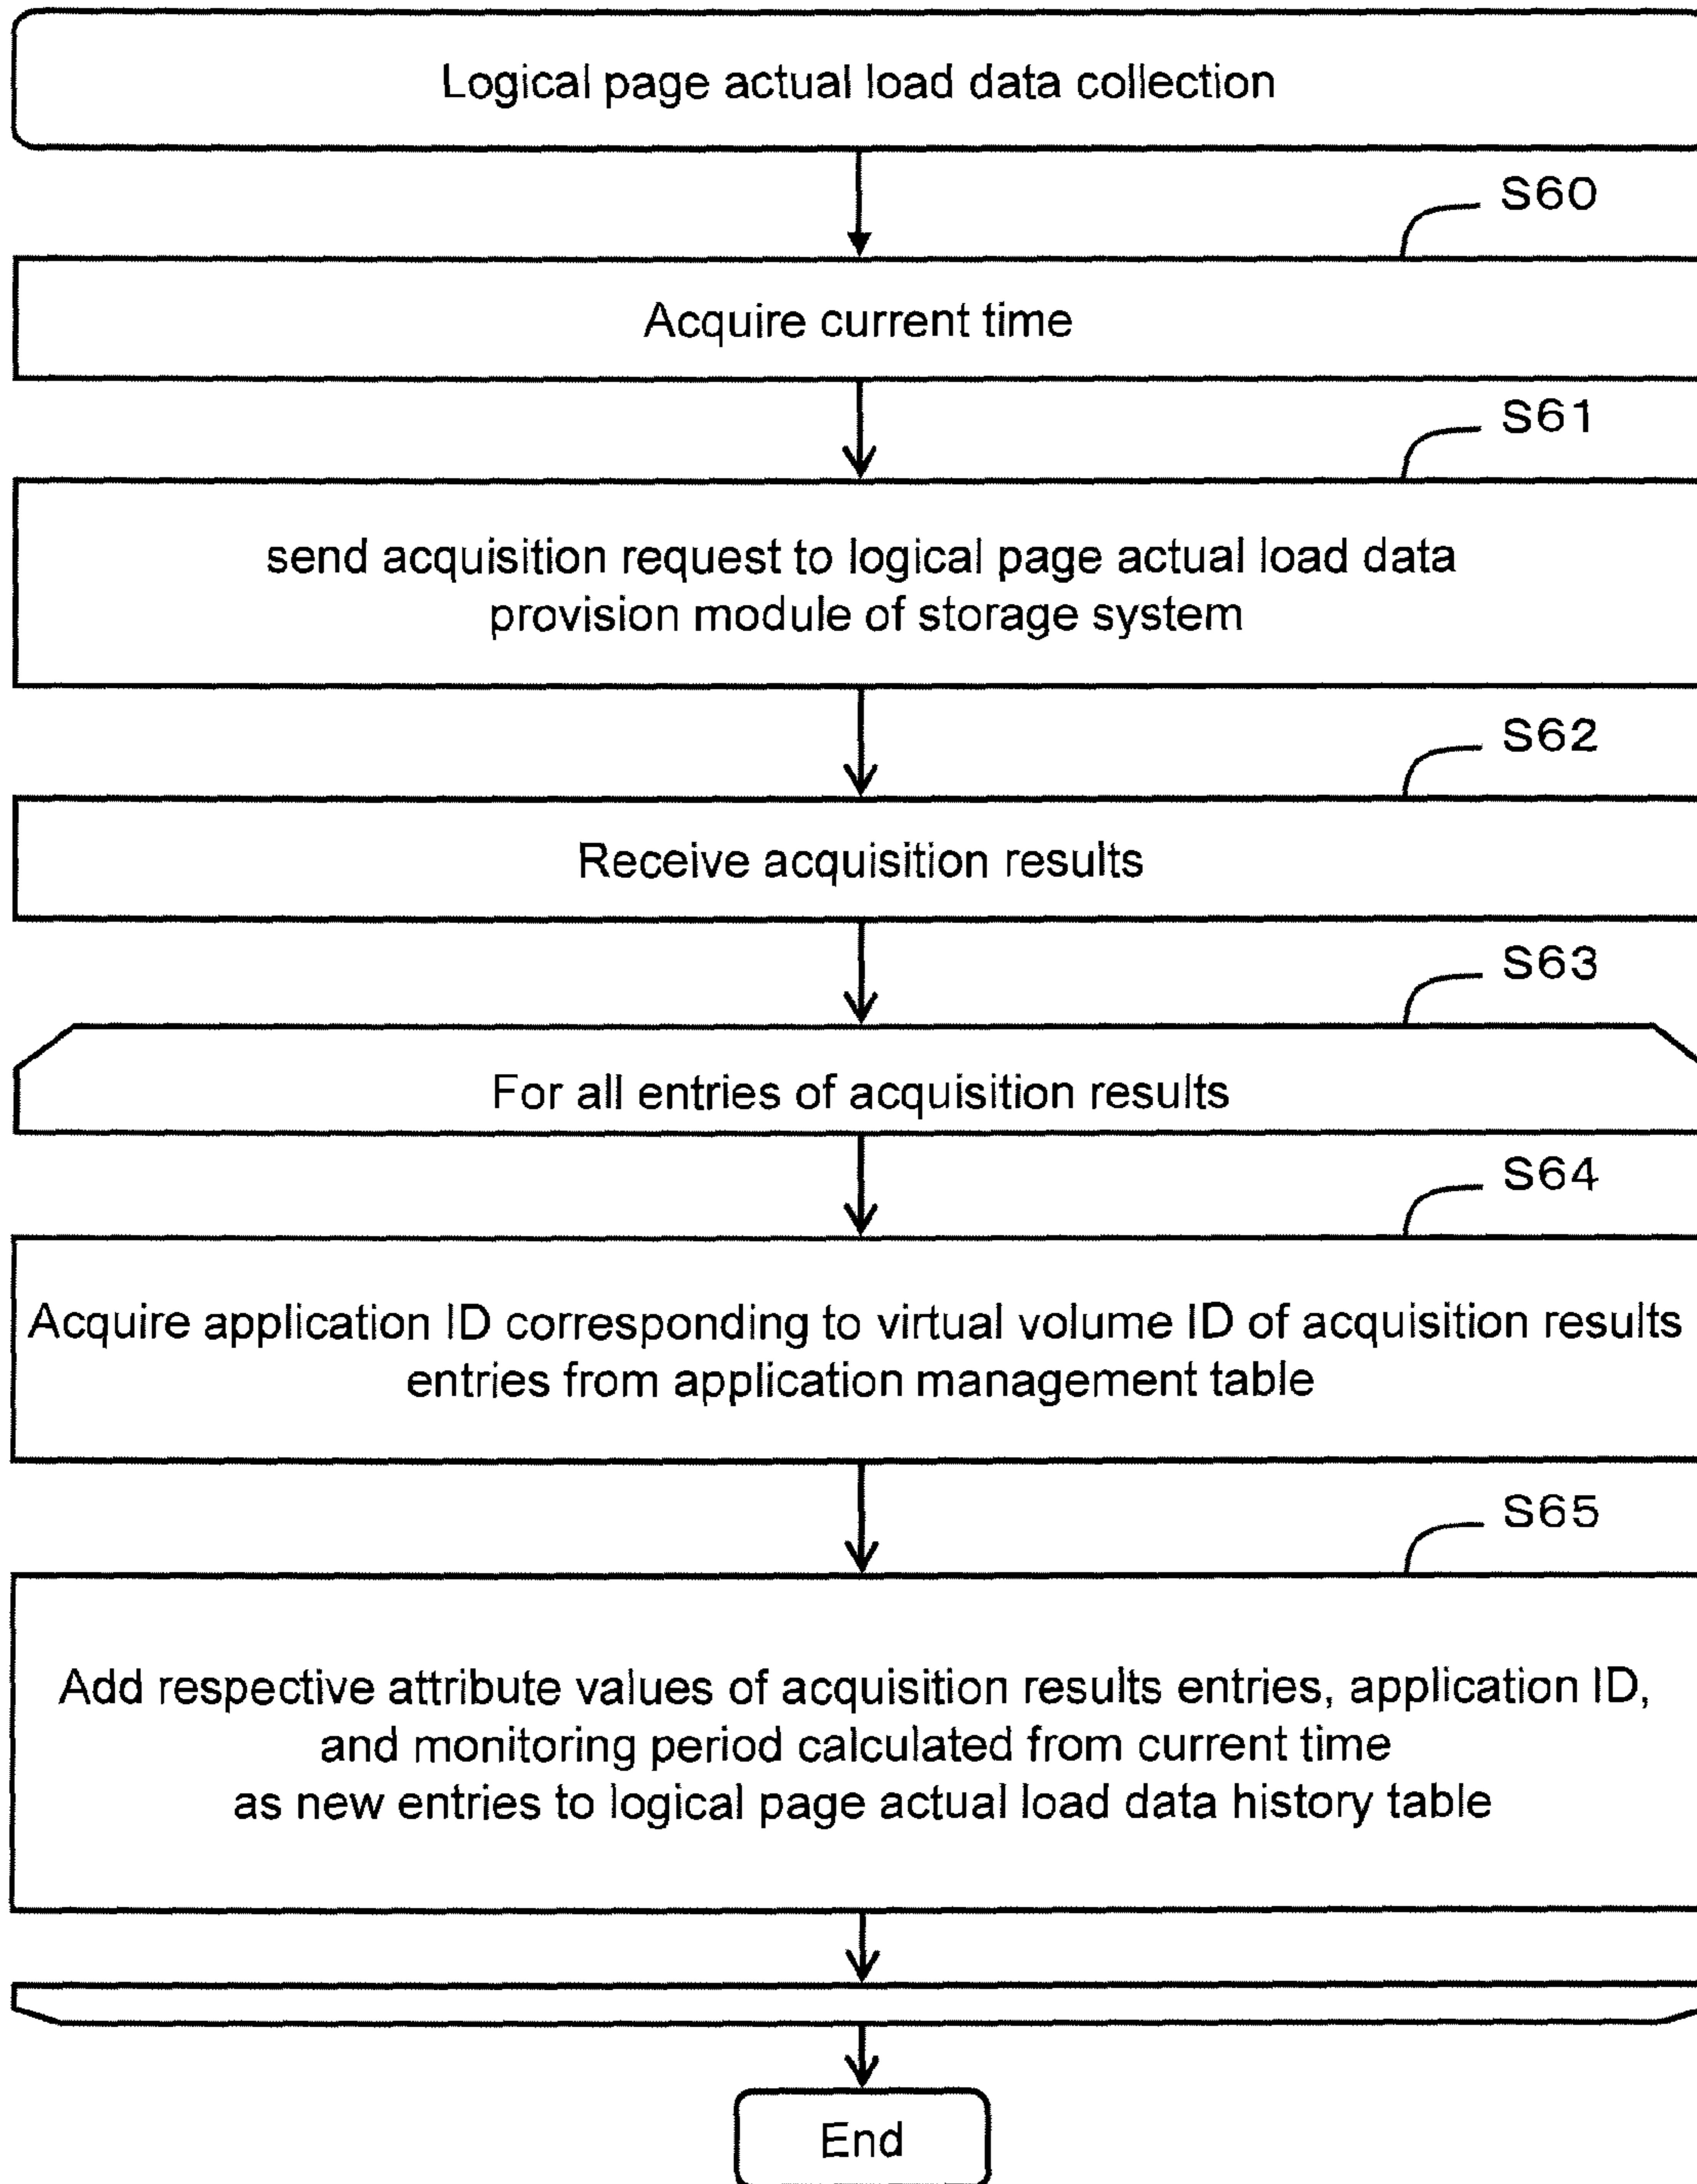 Logical page actual load data collection
S60
Acquire current time
S61
send acquisition request to logical page actual load data
provision module of storage system
S62
Receive acquisition results
S63
For all entries of acquisition results
S64
Acquire application ID corresponding to virtual volume ID of acquisition results
entries from application management table
S65
Add respective attribute values of acquisition results entries, application ID,
and monitoring period calculated from current time
as new entries to logical page actual load data history table
End